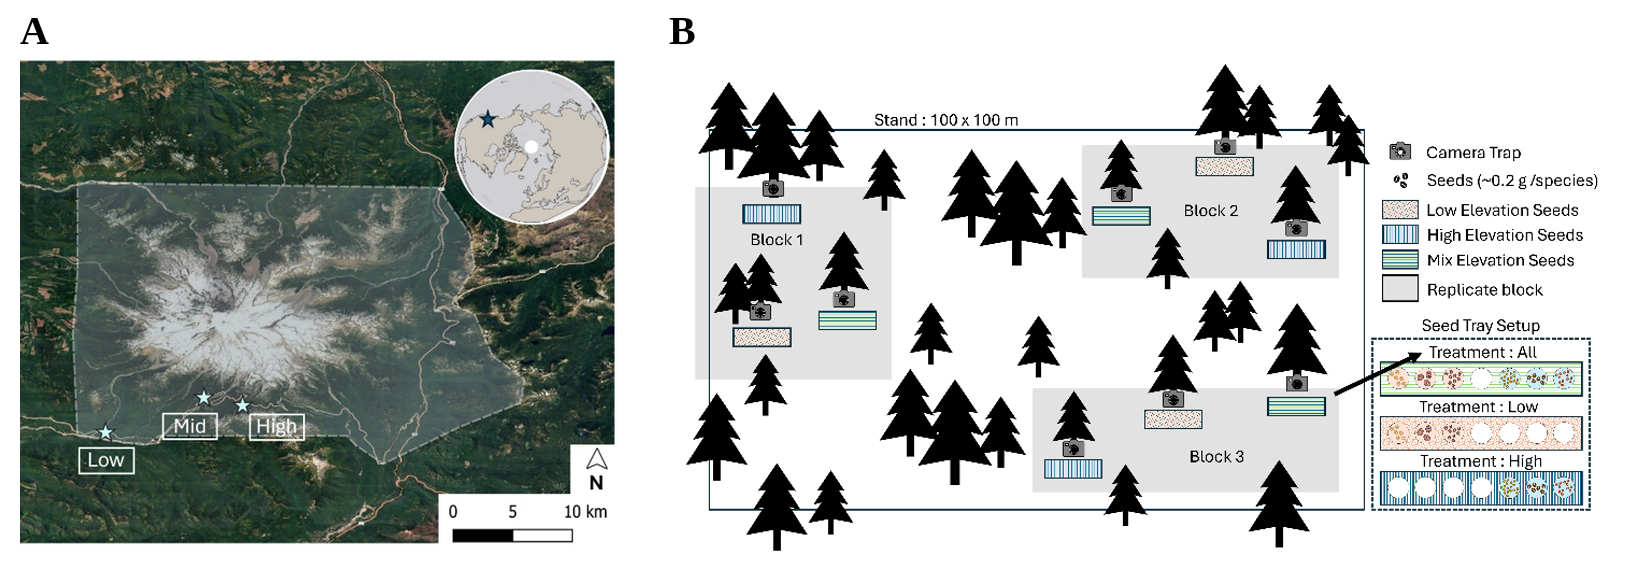 A
Mid
High
Low
N
0 5 10 km
B
Stand : 100 x 100 m
Block 1
Block 2
Block 3
Camera Trap
Seeds (~0.2 g /species)
Low Elevation Seeds
High Elevation Seeds
Mix Elevation Seeds
Replicate block
Seed Tray Setup
Treatment : All
Treatment : Low
Treatment : High